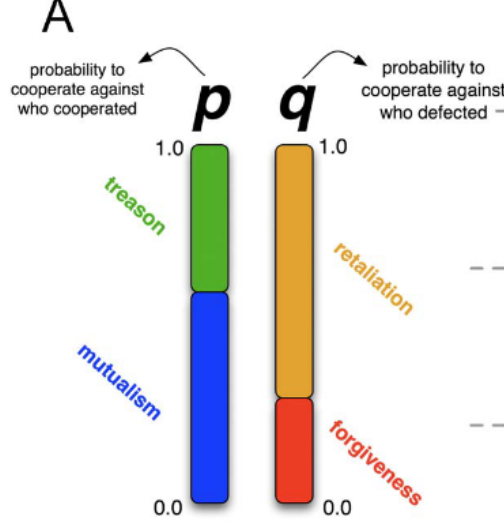 A
probability to
cooperate against
who cooperated
p
q
probability to
cooperate against
who defected
1.0
1.0
treason
retaliation
mutualism
forgiveness
0.0
0.0